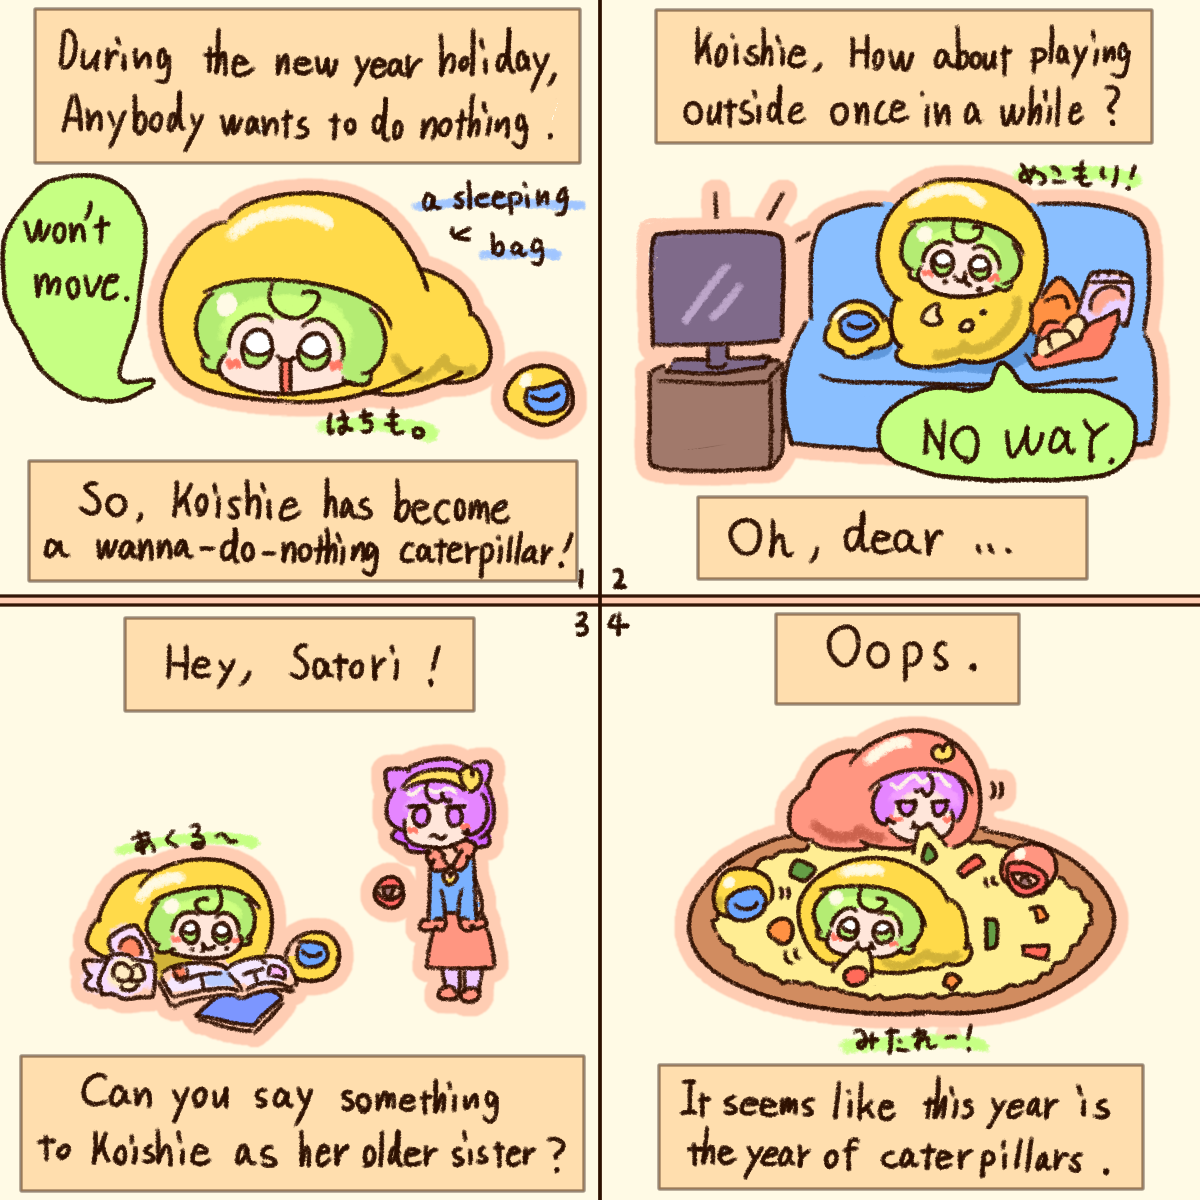 During the new year holiday,
Anybody wants to do nothing.
won't
move.
a sleeping
← bag
はちも。
So, Koishie has become
a wanna-do-nothing caterpillar!
1
Koishie, How about playing
outside once in a while?
めこもり!
NO WAY.
Oh, dear ...
2
Hey, Satori!
あくる～
Can you say something
to Koishie as her older sister?
3
4
Oops.
みたれー!
It seems like this year is
the year of caterpillars.